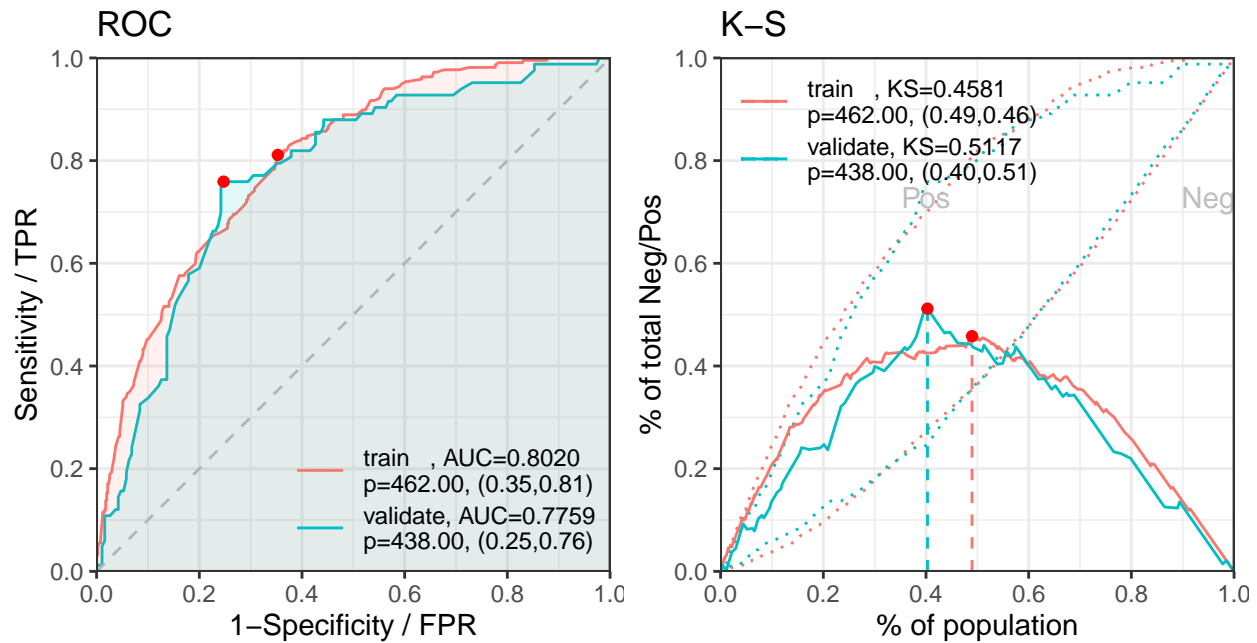 ROC
1.0
0.8
0.6
0.4
0.2
0.0
Sensitivity / TPR
train , AUC=0.8020
p=462.00, (0.35,0.81)
validate, AUC=0.7759
p=438.00, (0.25,0.76)
0.0 0.2 0.4 0.6 0.8 1.0
1−Specificity / FPR
K−S
1.0
0.8
0.6
0.4
0.2
0.0
% of total Neg/Pos
train , KS=0.4581
p=462.00, (0.49,0.46)
validate, KS=0.5117
p=438.00, (0.40,0.51)
Pos
Neg
0.0 0.2 0.4 0.6 0.8 1.0
% of population